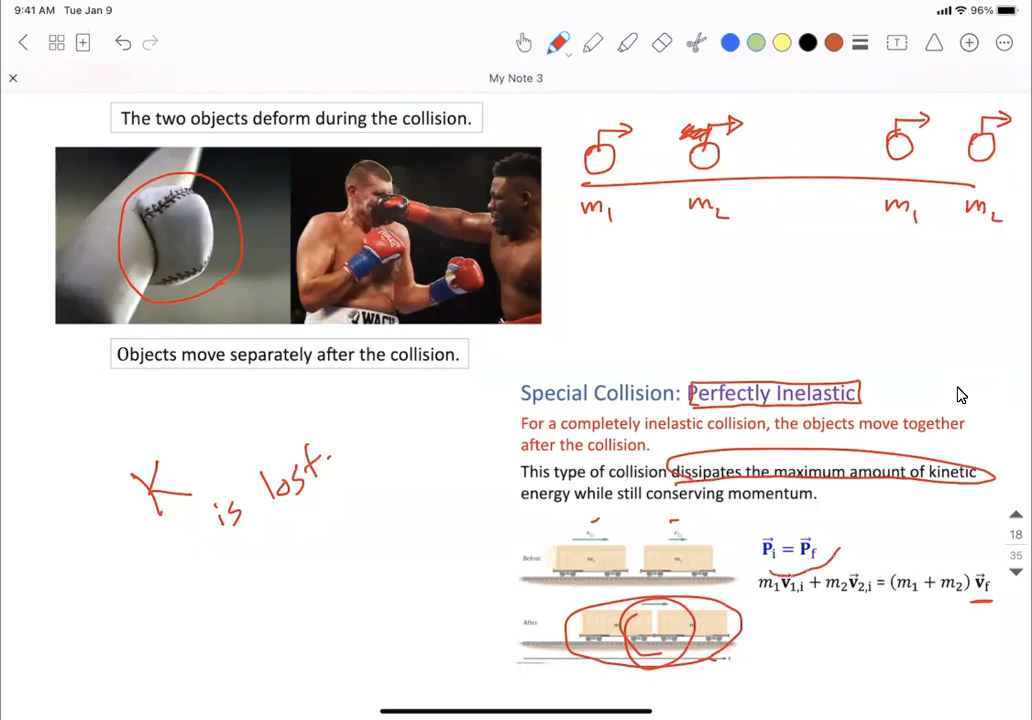 9:41 AM Tue Jan 9
96%
My Note 3
The two objects deform during the collision.
m₁ m₂ m₁ m₂
WACH
Objects move separately after the collision.
K is lost.
Special Collision: Perfectly Inelastic
For a completely inelastic collision, the objects move together
after the collision.
This type of collision dissipates the maximum amount of kinetic
energy while still conserving momentum.
Before
P⃗i = P⃗f
m₁v⃗₁,i + m₂v⃗₂,i = (m₁ + m₂) v⃗f
After
18
35